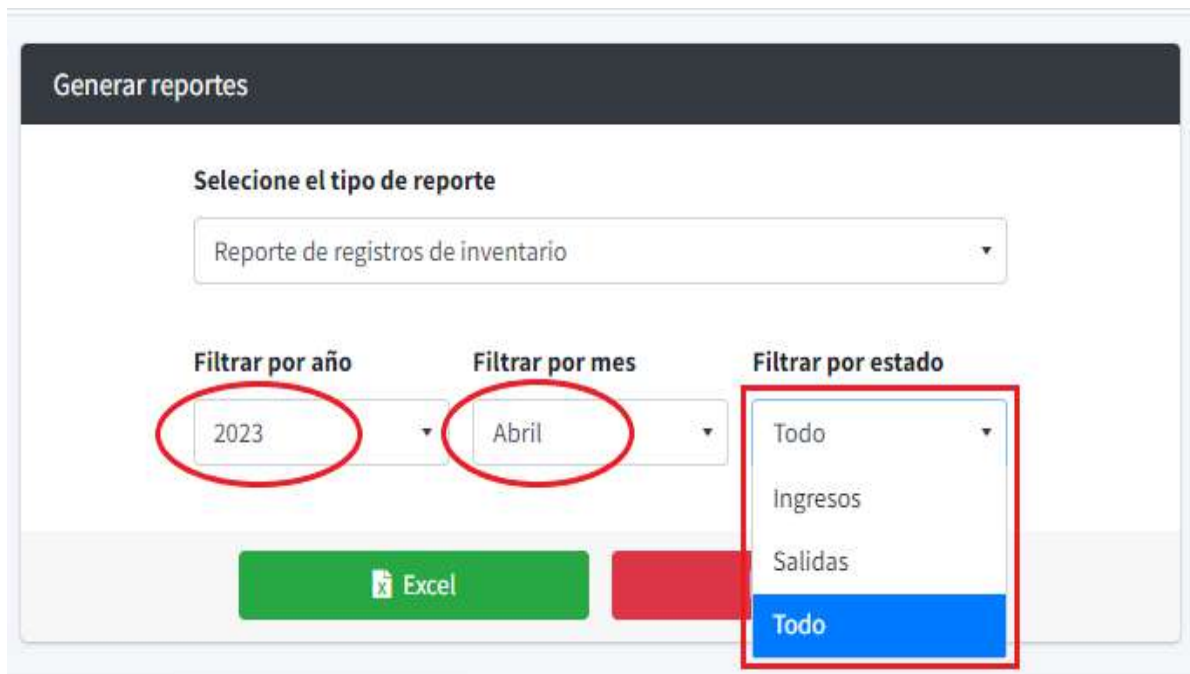 Generar reportes
Selecione el tipo de reporte
Reporte de registros de inventario
Filtrar por año Filtrar por mes Filtrar por estado
2023 Abril Todo
Ingresos
Salidas
Excel
Todo